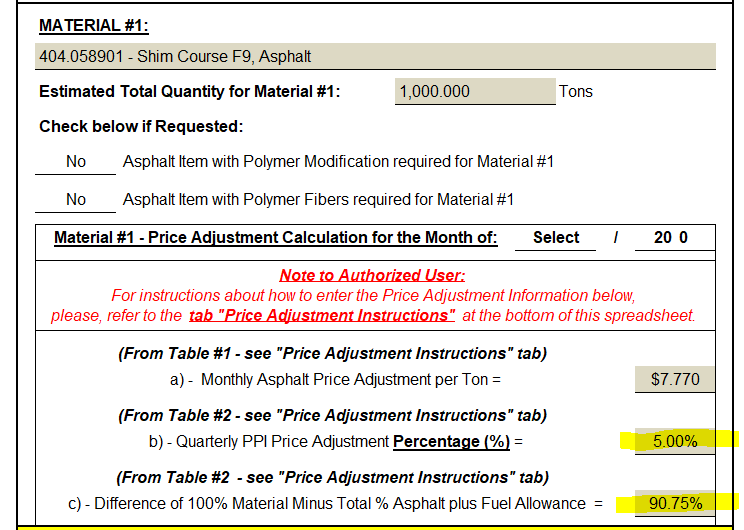 MATERIAL #1:
404.058901 - Shim Course F9, Asphalt
Estimated Total Quantity for Material #1: 1,000.000 Tons
Check below if Requested:
No Asphalt Item with Polymer Modification required for Material #1
No Asphalt Item with Polymer Fibers required for Material #1
Material #1 - Price Adjustment Calculation for the Month of: Select / 20 0
Note to Authorized User:
For instructions about how to enter the Price Adjustment Information below,
please, refer to the tab "Price Adjustment Instructions" at the bottom of this spreadsheet.
(From Table #1 - see "Price Adjustment Instructions" tab)
a) - Monthly Asphalt Price Adjustment per Ton = $7.770
(From Table #2 - see "Price Adjustment Instructions" tab)
b) - Quarterly PPI Price Adjustment Percentage (%) = 5.00%
(From Table #2 - see "Price Adjustment Instructions" tab)
c) - Difference of 100% Material Minus Total % Asphalt plus Fuel Allowance = 90.75%